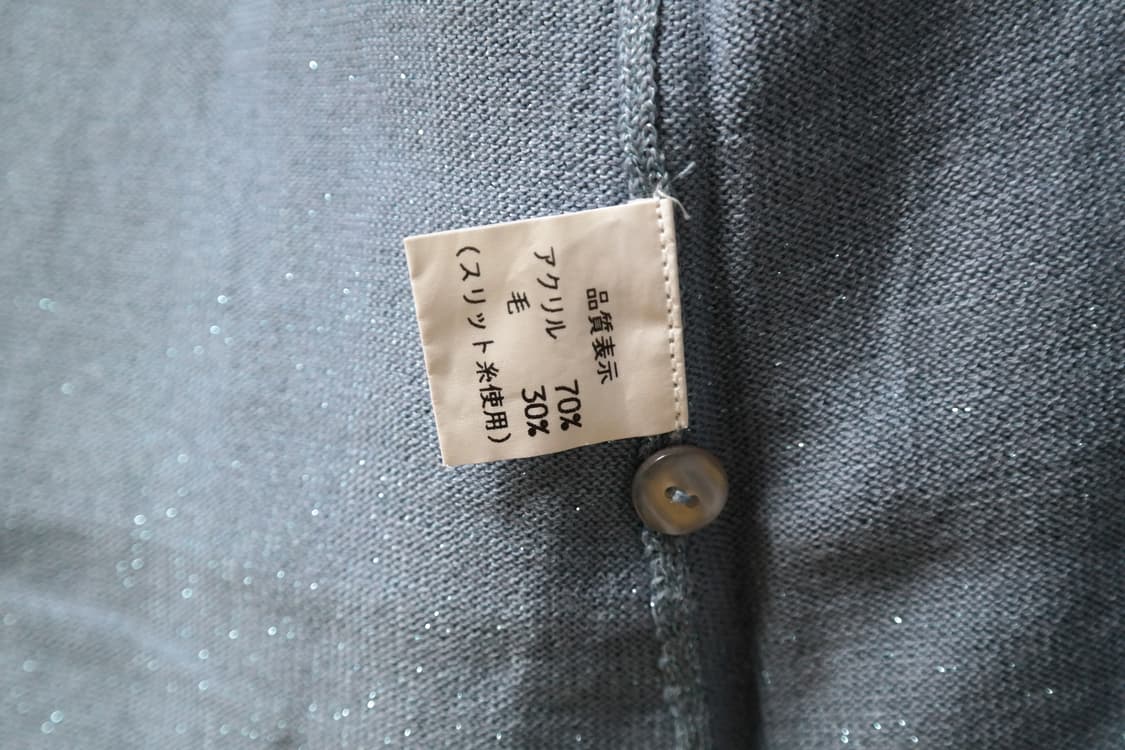 品質表示
アクリル 70%
毛 30%
(スリット糸使用)